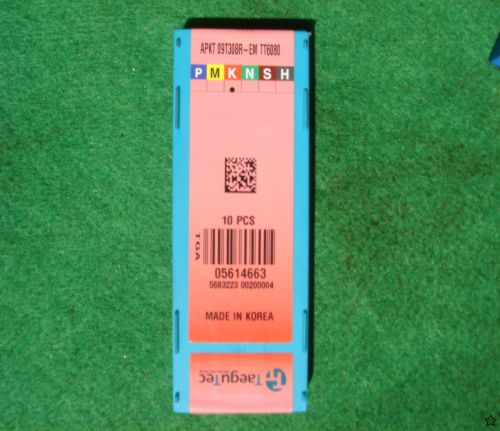 APKT 09T308R-EM TT6080
P M K N S H
10 PCS
TGA
05614663
5683223 00200004
MADE IN KOREA
TaeguTec